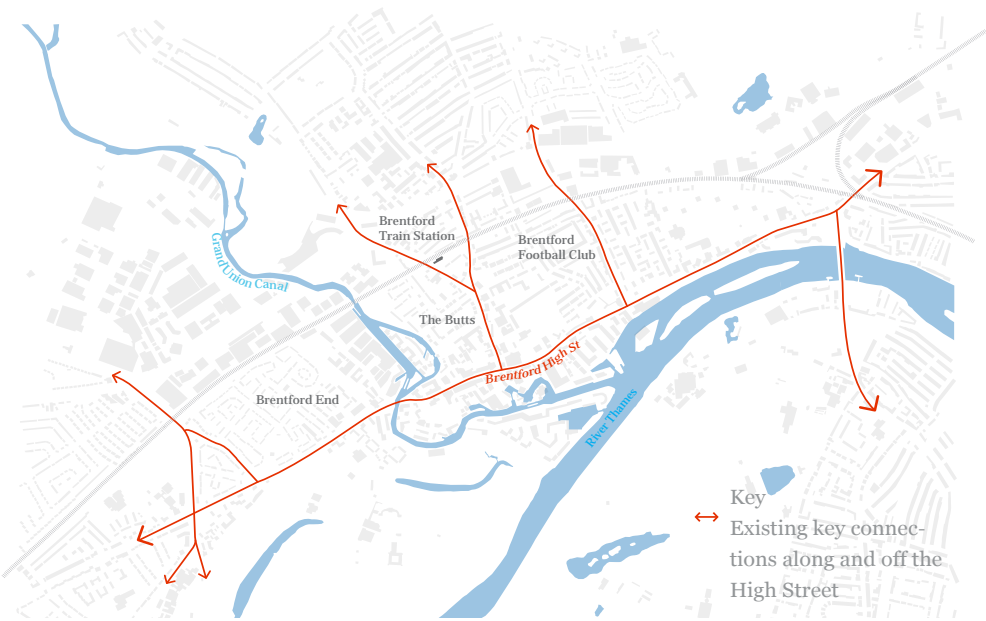 Brentford
Train Station
Brentford
Football Club
Grand Union Canal
The Butts
Brentford High St
Brentford End
River Thames
Key
Existing key connec-
tions along and off the
High Street